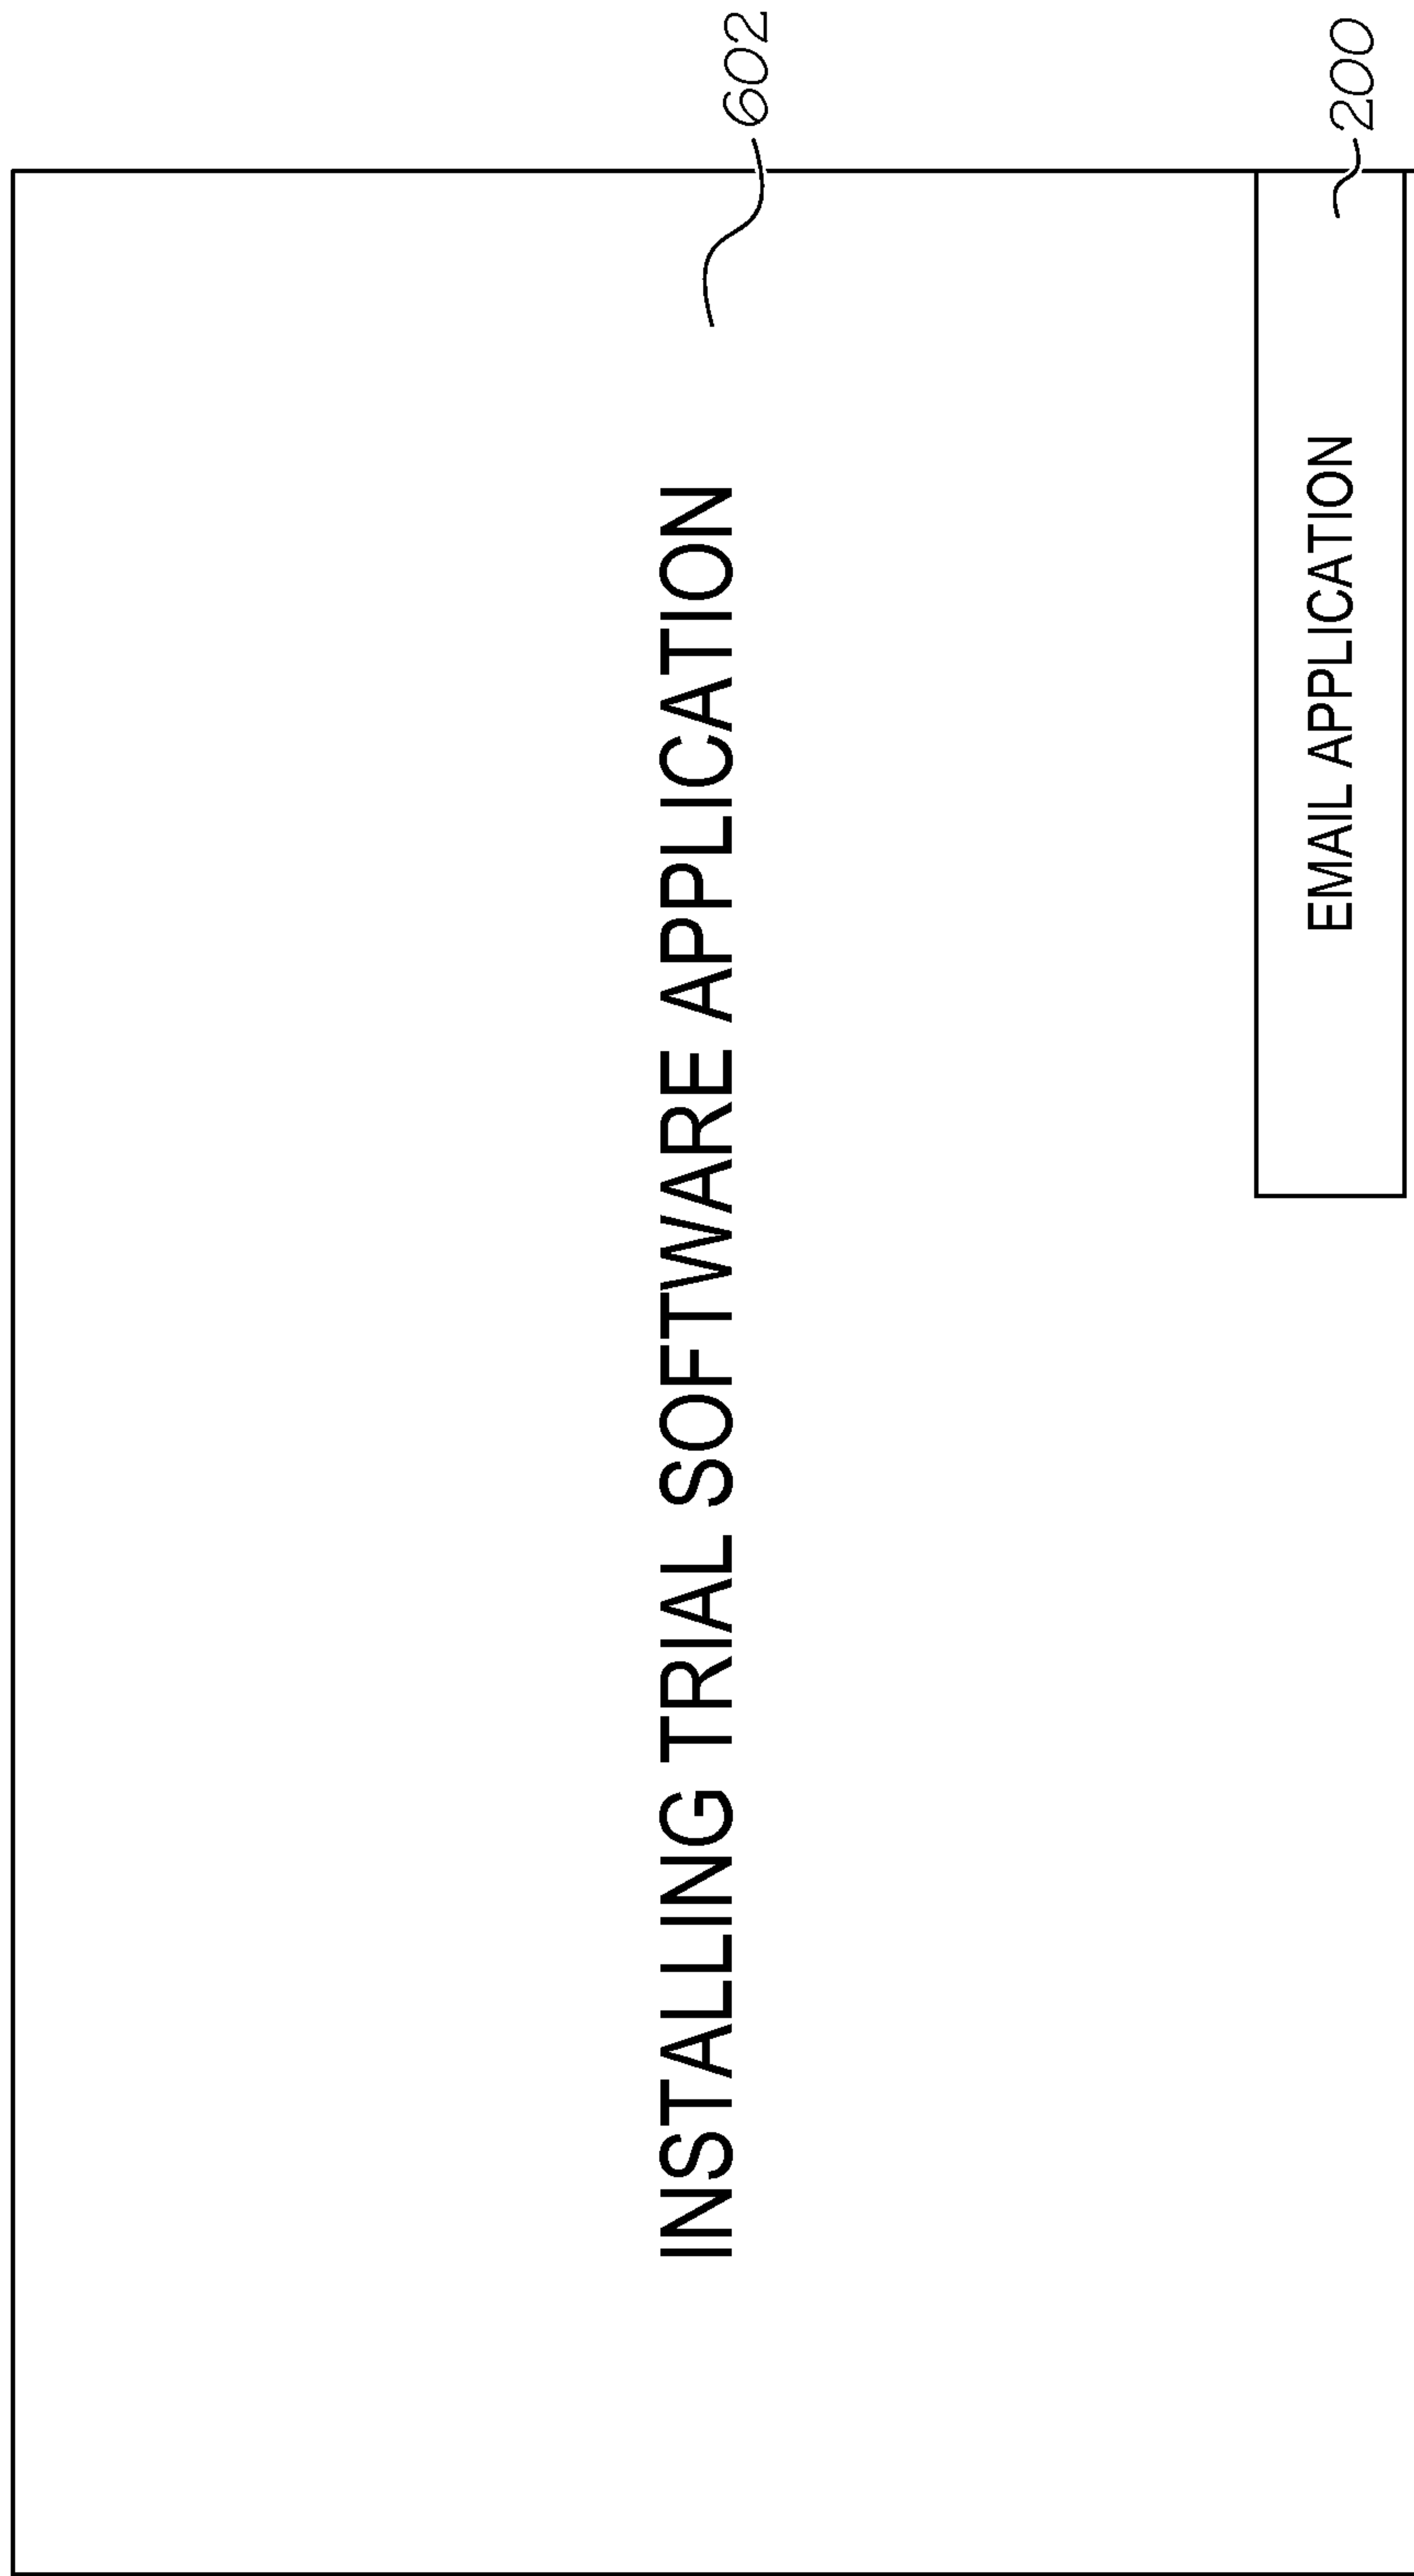 INSTALLING TRIAL SOFTWARE APPLICATION
602
EMAIL APPLICATION
200